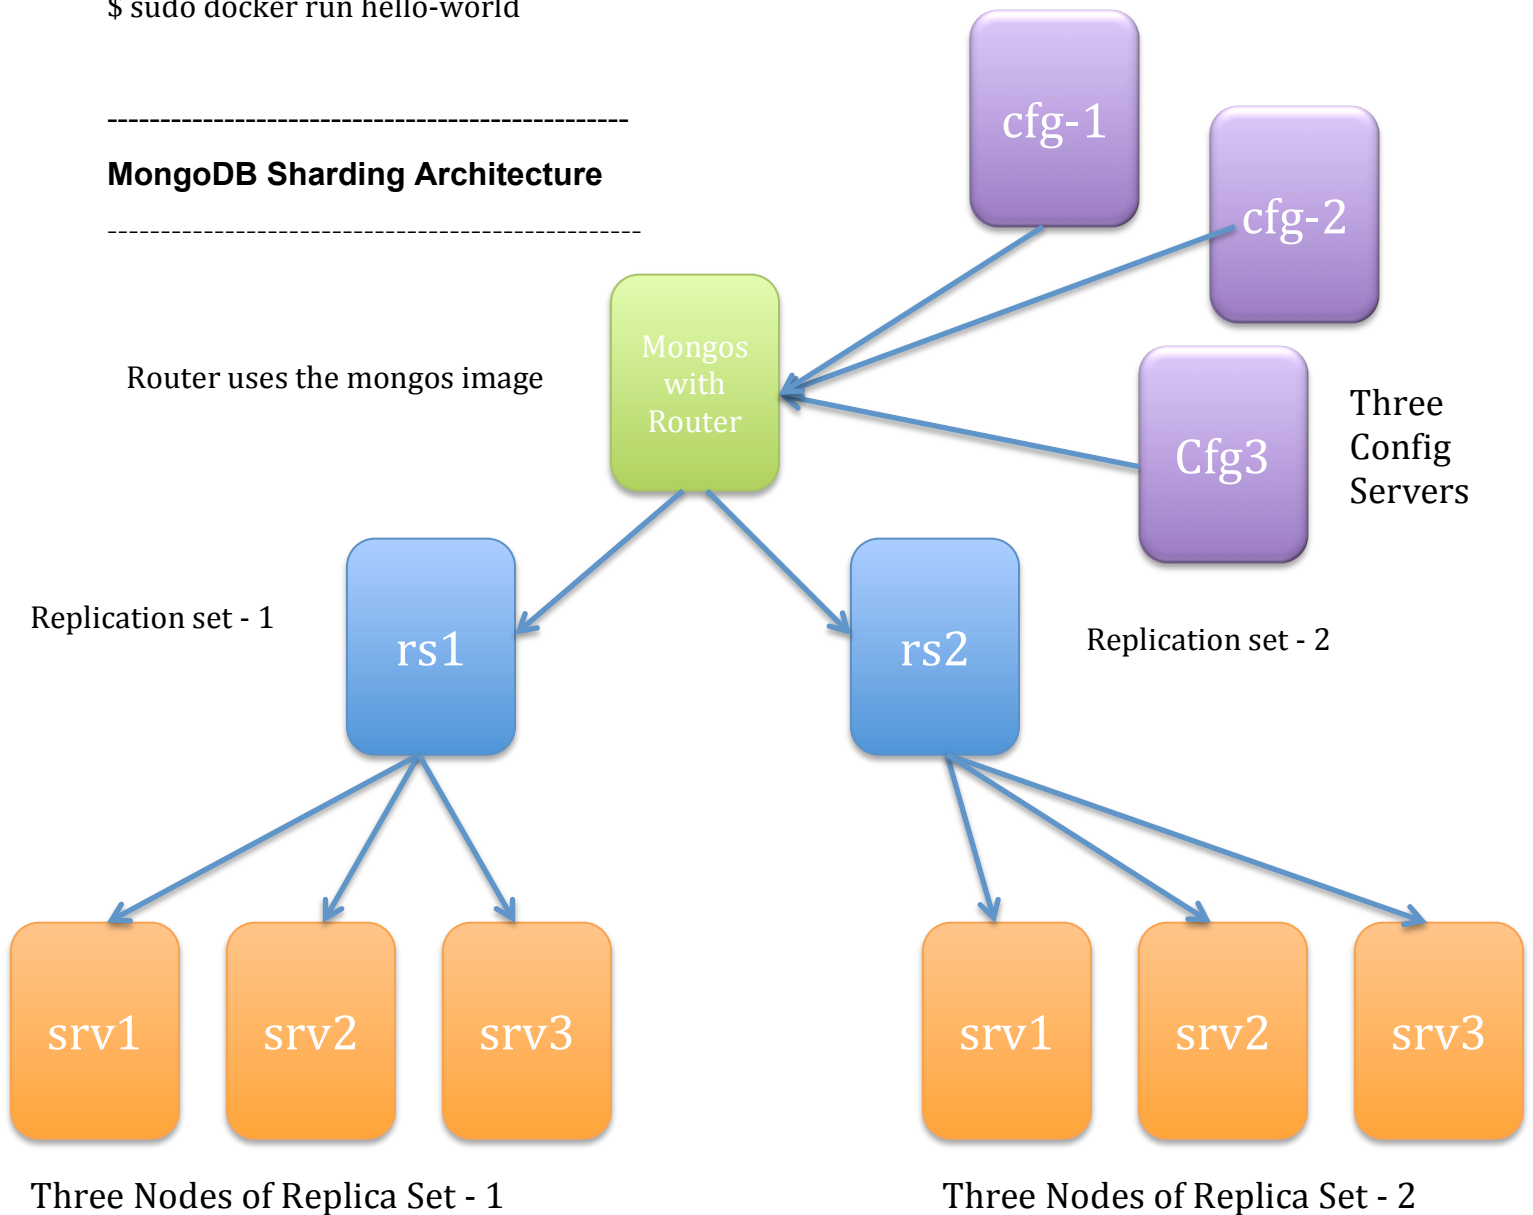 $ sudo docker run hello-world
-------------------------------------------------
MongoDB Sharding Architecture
--------------------------------------------------
cfg-1
cfg-2
Mongos
with
Router
Router uses the mongos image
Cfg3
Three
Config
Servers
Replication set - 1
rs1
rs2
Replication set - 2
srv1
srv2
srv3
srv1
srv2
srv3
Three Nodes of Replica Set - 1
Three Nodes of Replica Set - 2